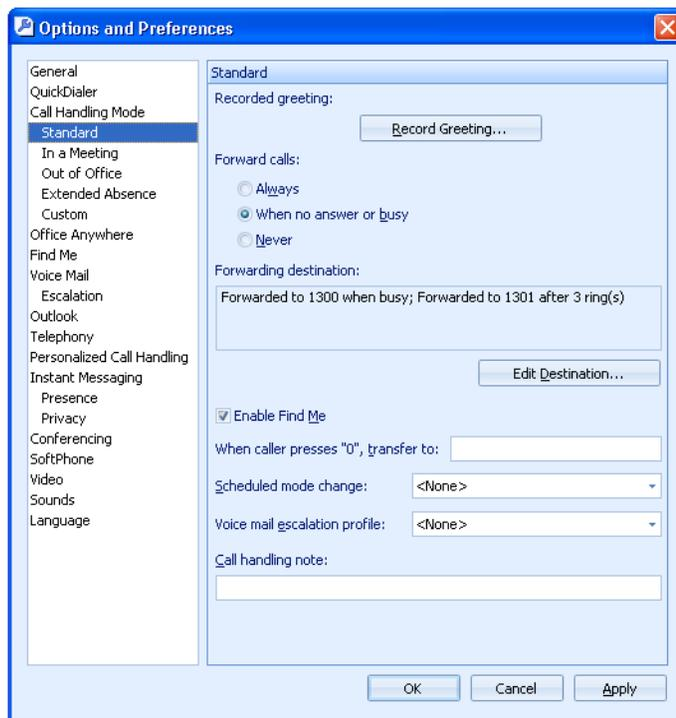 Options and Preferences
General
QuickDialer
Call Handling Mode
Standard
In a Meeting
Out of Office
Extended Absence
Custom
Office Anywhere
Find Me
Voice Mail
Escalation
Outlook
Telephony
Personalized Call Handling
Instant Messaging
Presence
Privacy
Conferencing
SoftPhone
Video
Sounds
Language
Standard
Recorded greeting:
Record Greeting...
Forward calls:
Always
When no answer or busy
Never
Forwarding destination:
Forwarded to 1300 when busy; Forwarded to 1301 after 3 ring(s)
Edit Destination...
Enable Find Me
When caller presses "0", transfer to:
Scheduled mode change: <None>
Voice mail escalation profile: <None>
Call handling note:
OK Cancel Apply